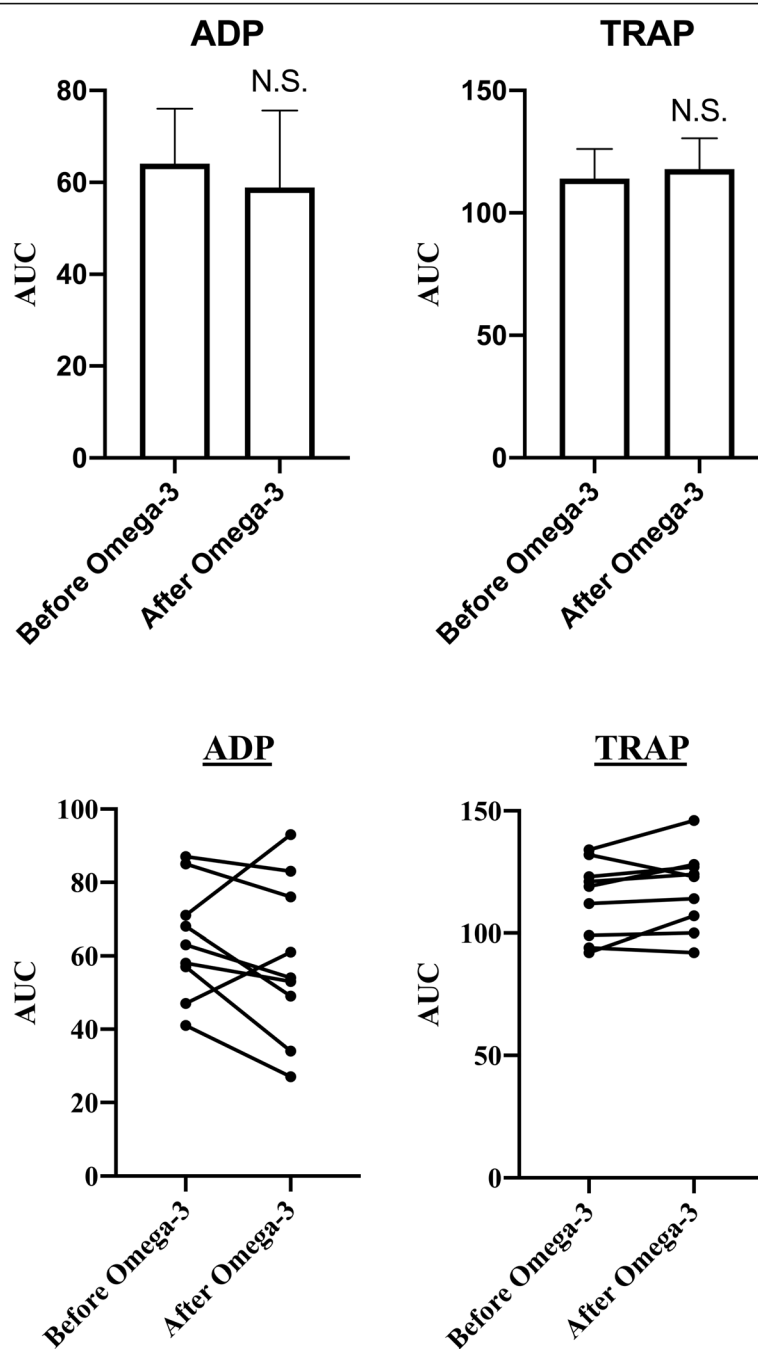 ADP
80
60
40
20
0
AUC
N.S.
Before Omega-3
After Omega-3
TRAP
150
100
50
0
AUC
N.S.
Before Omega-3
After Omega-3
ADP
100
80
60
40
20
0
AUC
Before Omega-3
After Omega-3
TRAP
150
100
50
0
AUC
Before Omega-3
After Omega-3